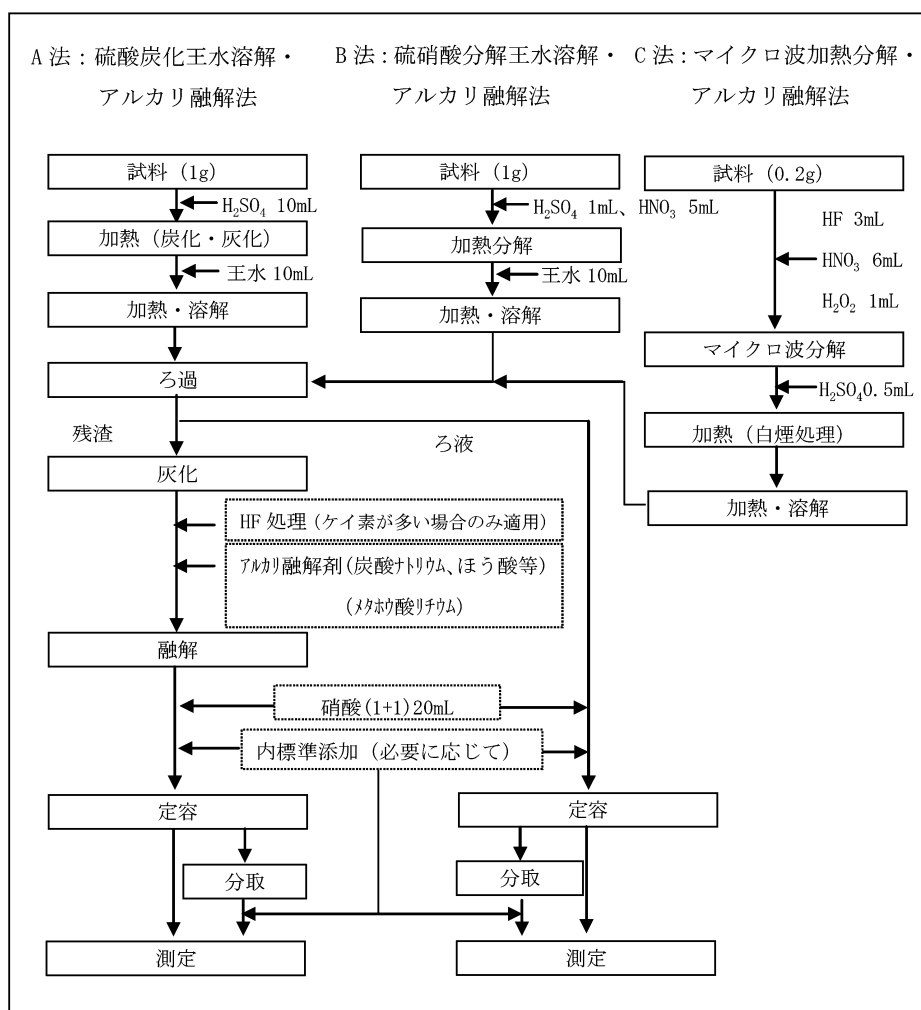 A 法：硫酸炭化王水溶解・
アルカリ融解法
B 法：硫硝酸分解王水溶解・
アルカリ融解法
C 法：マイクロ波加熱分解・
アルカリ融解法
試料 (1g)
H₂SO₄ 10mL
加熱 (炭化・灰化)
王水 10mL
加熱・溶解
ろ過
試料 (1g)
H₂SO₄ 1mL、HNO₃ 5mL
加熱分解
王水 10mL
加熱・溶解
試料 (0.2g)
HF 3mL
HNO₃ 6mL
H₂O₂ 1mL
マイクロ波分解
H₂SO₄0.5mL
加熱 (白煙処理)
加熱・溶解
残渣
ろ液
灰化
HF 処理 (ケイ素が多い場合のみ適用)
アルカリ融解剤(炭酸ナトリウム、ほう酸等)
(メタホウ酸リチウム)
融解
硝酸(1+1)20mL
内標準添加 (必要に応じて)
定容
分取
測定
定容
分取
測定